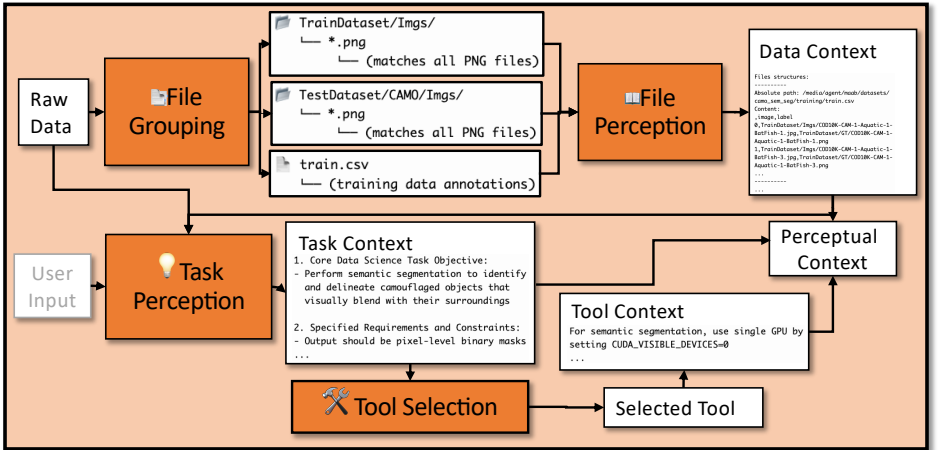 Raw
Data
File
Grouping
TrainDataset/Imgs/
└── *.png
└── (matches all PNG files)
TestDataset/CAMO/Imgs/
└── *.png
└── (matches all PNG files)
train.csv
└── (training data annotations)
File
Perception
Data Context
Files structures:
----------
Absolute path: /media/agent/maab/datasets/
camo_sem_seg/training/train.csv
Content:
,image,label
0,TrainDataset/Imgs/COD10K-CAM-1-Aquatic-1-
BatFish-1.jpg,TrainDataset/GT/COD10K-CAM-1-
Aquatic-1-BatFish-1.png
1,TrainDataset/Imgs/COD10K-CAM-1-Aquatic-1-
BatFish-3.jpg,TrainDataset/GT/COD10K-CAM-1-
Aquatic-1-BatFish-3.png
...
----------
...
User
Input
Task
Perception
Task Context
1. Core Data Science Task Objective:
- Perform semantic segmentation to identify
and delineate camouflaged objects that
visually blend with their surroundings
2. Specified Requirements and Constraints:
- Output should be pixel-level binary masks
...
Perceptual
Context
Tool Context
For semantic segmentation, use single GPU by
setting CUDA_VISIBLE_DEVICES=0
...
Tool Selection
Selected Tool